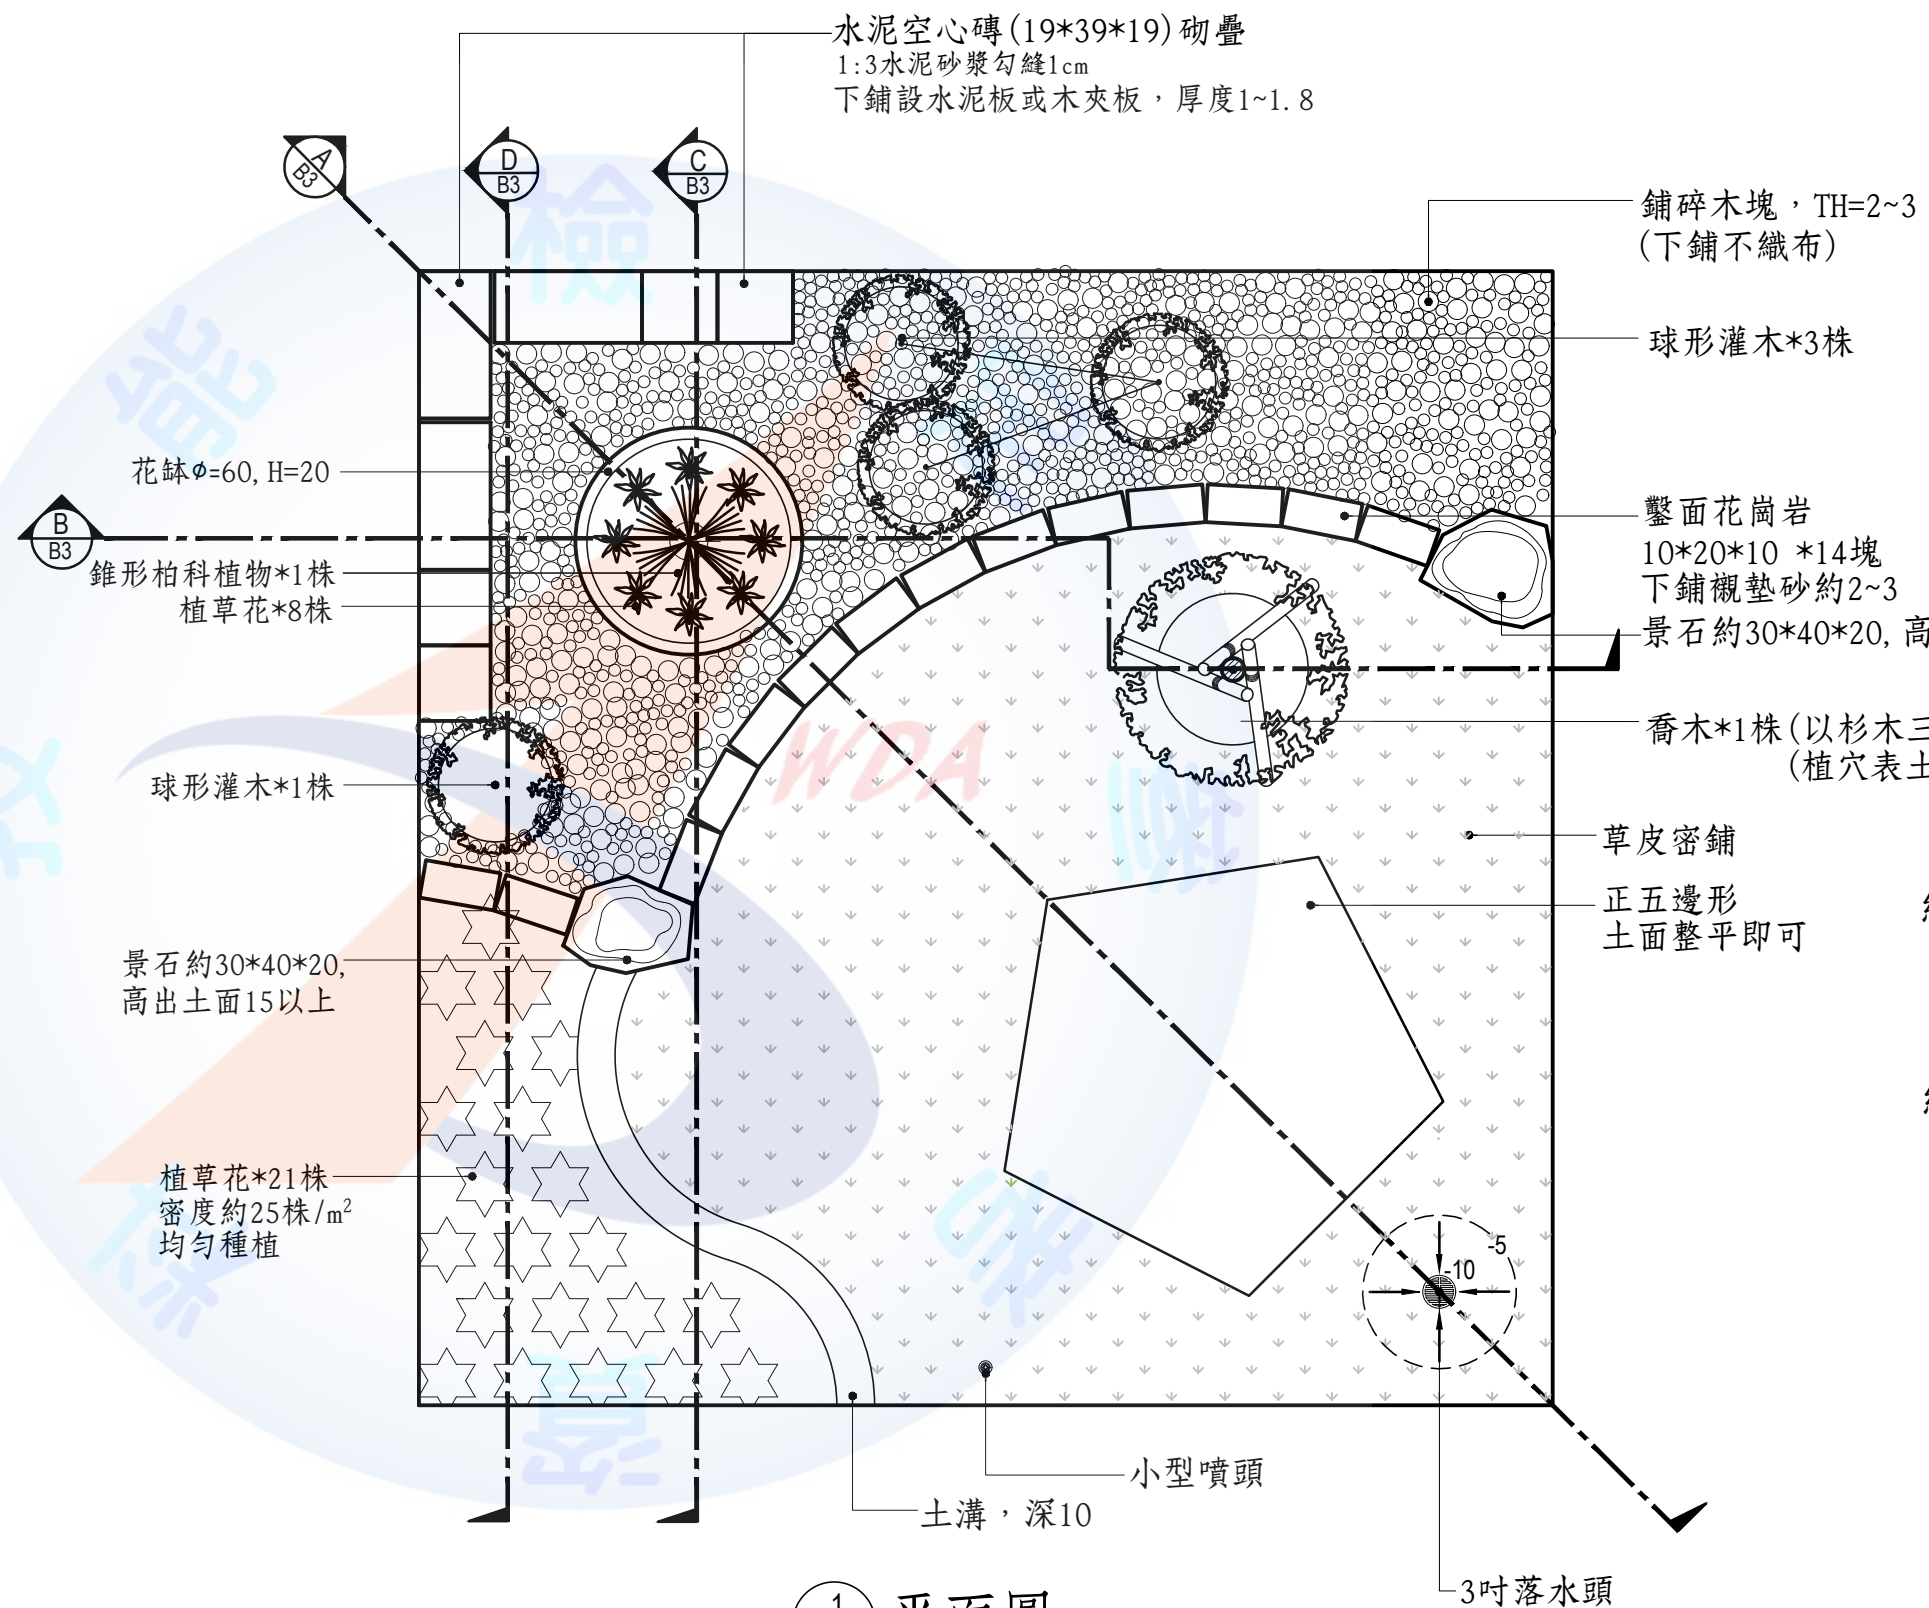 水泥空心磚(19*39*19)砌疊
1:3水泥砂漿勾縫1cm
下鋪設水泥板或木夾板，厚度1~1.8
A
B3
D
B3
C
B3
鋪碎木塊，TH=2~3
(下鋪不織布)
球形灌木*3株
花缽φ=60,H=20
B
B3
錐形柏科植物*1株
植草花*8株
鑿面花崗岩
10*20*10 *14塊
下鋪襯墊砂約2~3
景石約30*40*20,高
喬木*1株(以杉木三
(植穴表土
球形灌木*1株
草皮密鋪
正五邊形
土面整平即可
景石約30*40*20,
高出土面15以上
植草花*21株
密度約25株/m²
均勻種植
-5
-10
小型噴頭
土溝，深10
3吋落水頭
1
平面圖
WDA